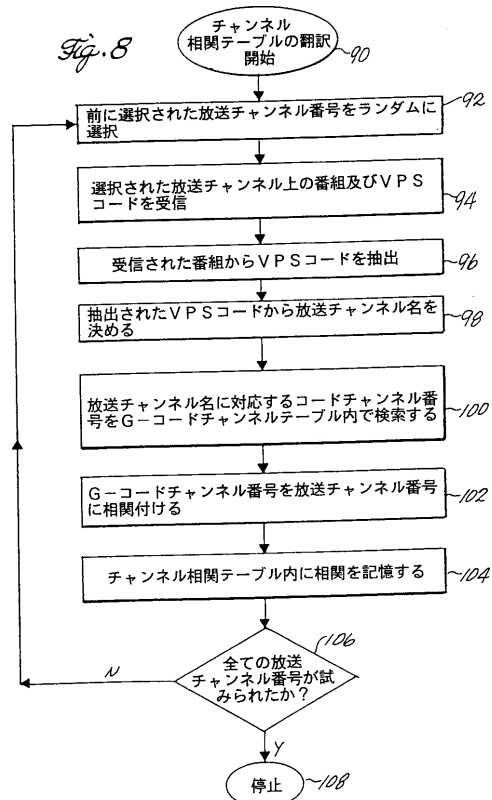 Fig. 8
チャンネル
相関テーブルの翻訳
開始
90
前に選択された放送チャンネル番号をランダムに
選択
92
選択された放送チャンネル上の番組及びＶＰＳ
コードを受信
94
受信された番組からＶＰＳコードを抽出
96
抽出されたＶＰＳコードから放送チャンネル名を
決める
98
放送チャンネル名に対応するコードチャンネル番
号をＧ－コードチャンネルテーブル内で検索する
100
Ｇ－コードチャンネル番号を放送チャンネル番号
に相関付ける
102
チャンネル相関テーブル内に相関を記憶する
104
全ての放送
チャンネル番号が試
みられたか？
106
N
Y
停止
108